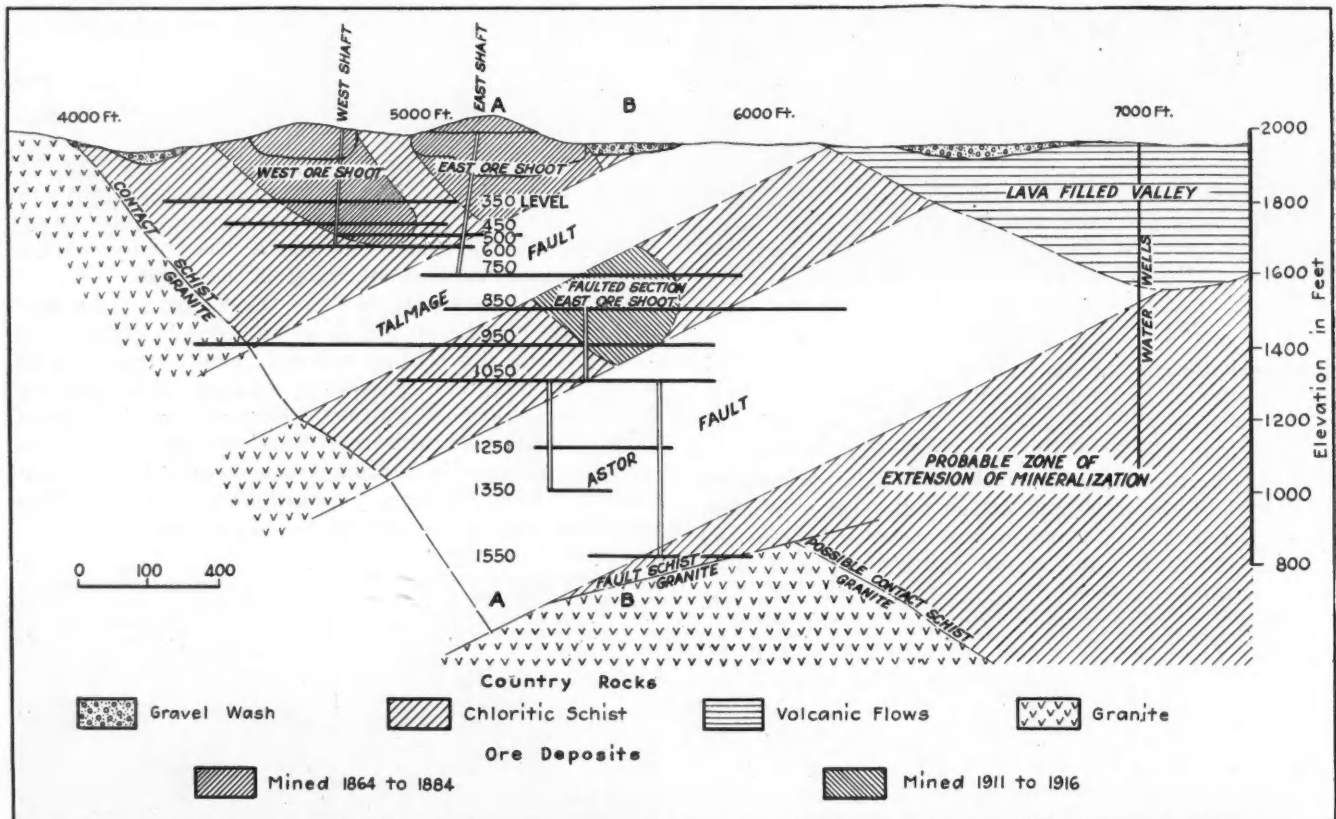 WEST SHAFT
EAST SHAFT
A
B
4000 Ft.
5000 Ft.
6000 Ft.
7000 Ft.
2000
1800
1600
1400
1200
1000
800
Elevation in Feet
WEST ORE SHOOT
EAST ORE SHOOT
LAVA FILLED VALLEY
350 LEVEL
450
500
600
750
850
950
1050
1250
1350
1550
CONTACT
SCHIST
GRANITE
TALMAGE FAULT
FAULTED SECTION
EAST ORE SHOOT
WATER WELLS
ASTOR FAULT
PROBABLE ZONE OF
EXTENSION OF MINERALIZATION
0 100 200 400
FAULT SCHIST
GRANITE
POSSIBLE CONTACT SCHIST
GRANITE
A
B
Country Rocks
Gravel Wash
Chloritic Schist
Volcanic Flows
Granite
Ore Deposits
Mined 1864 to 1884
Mined 1911 to 1916